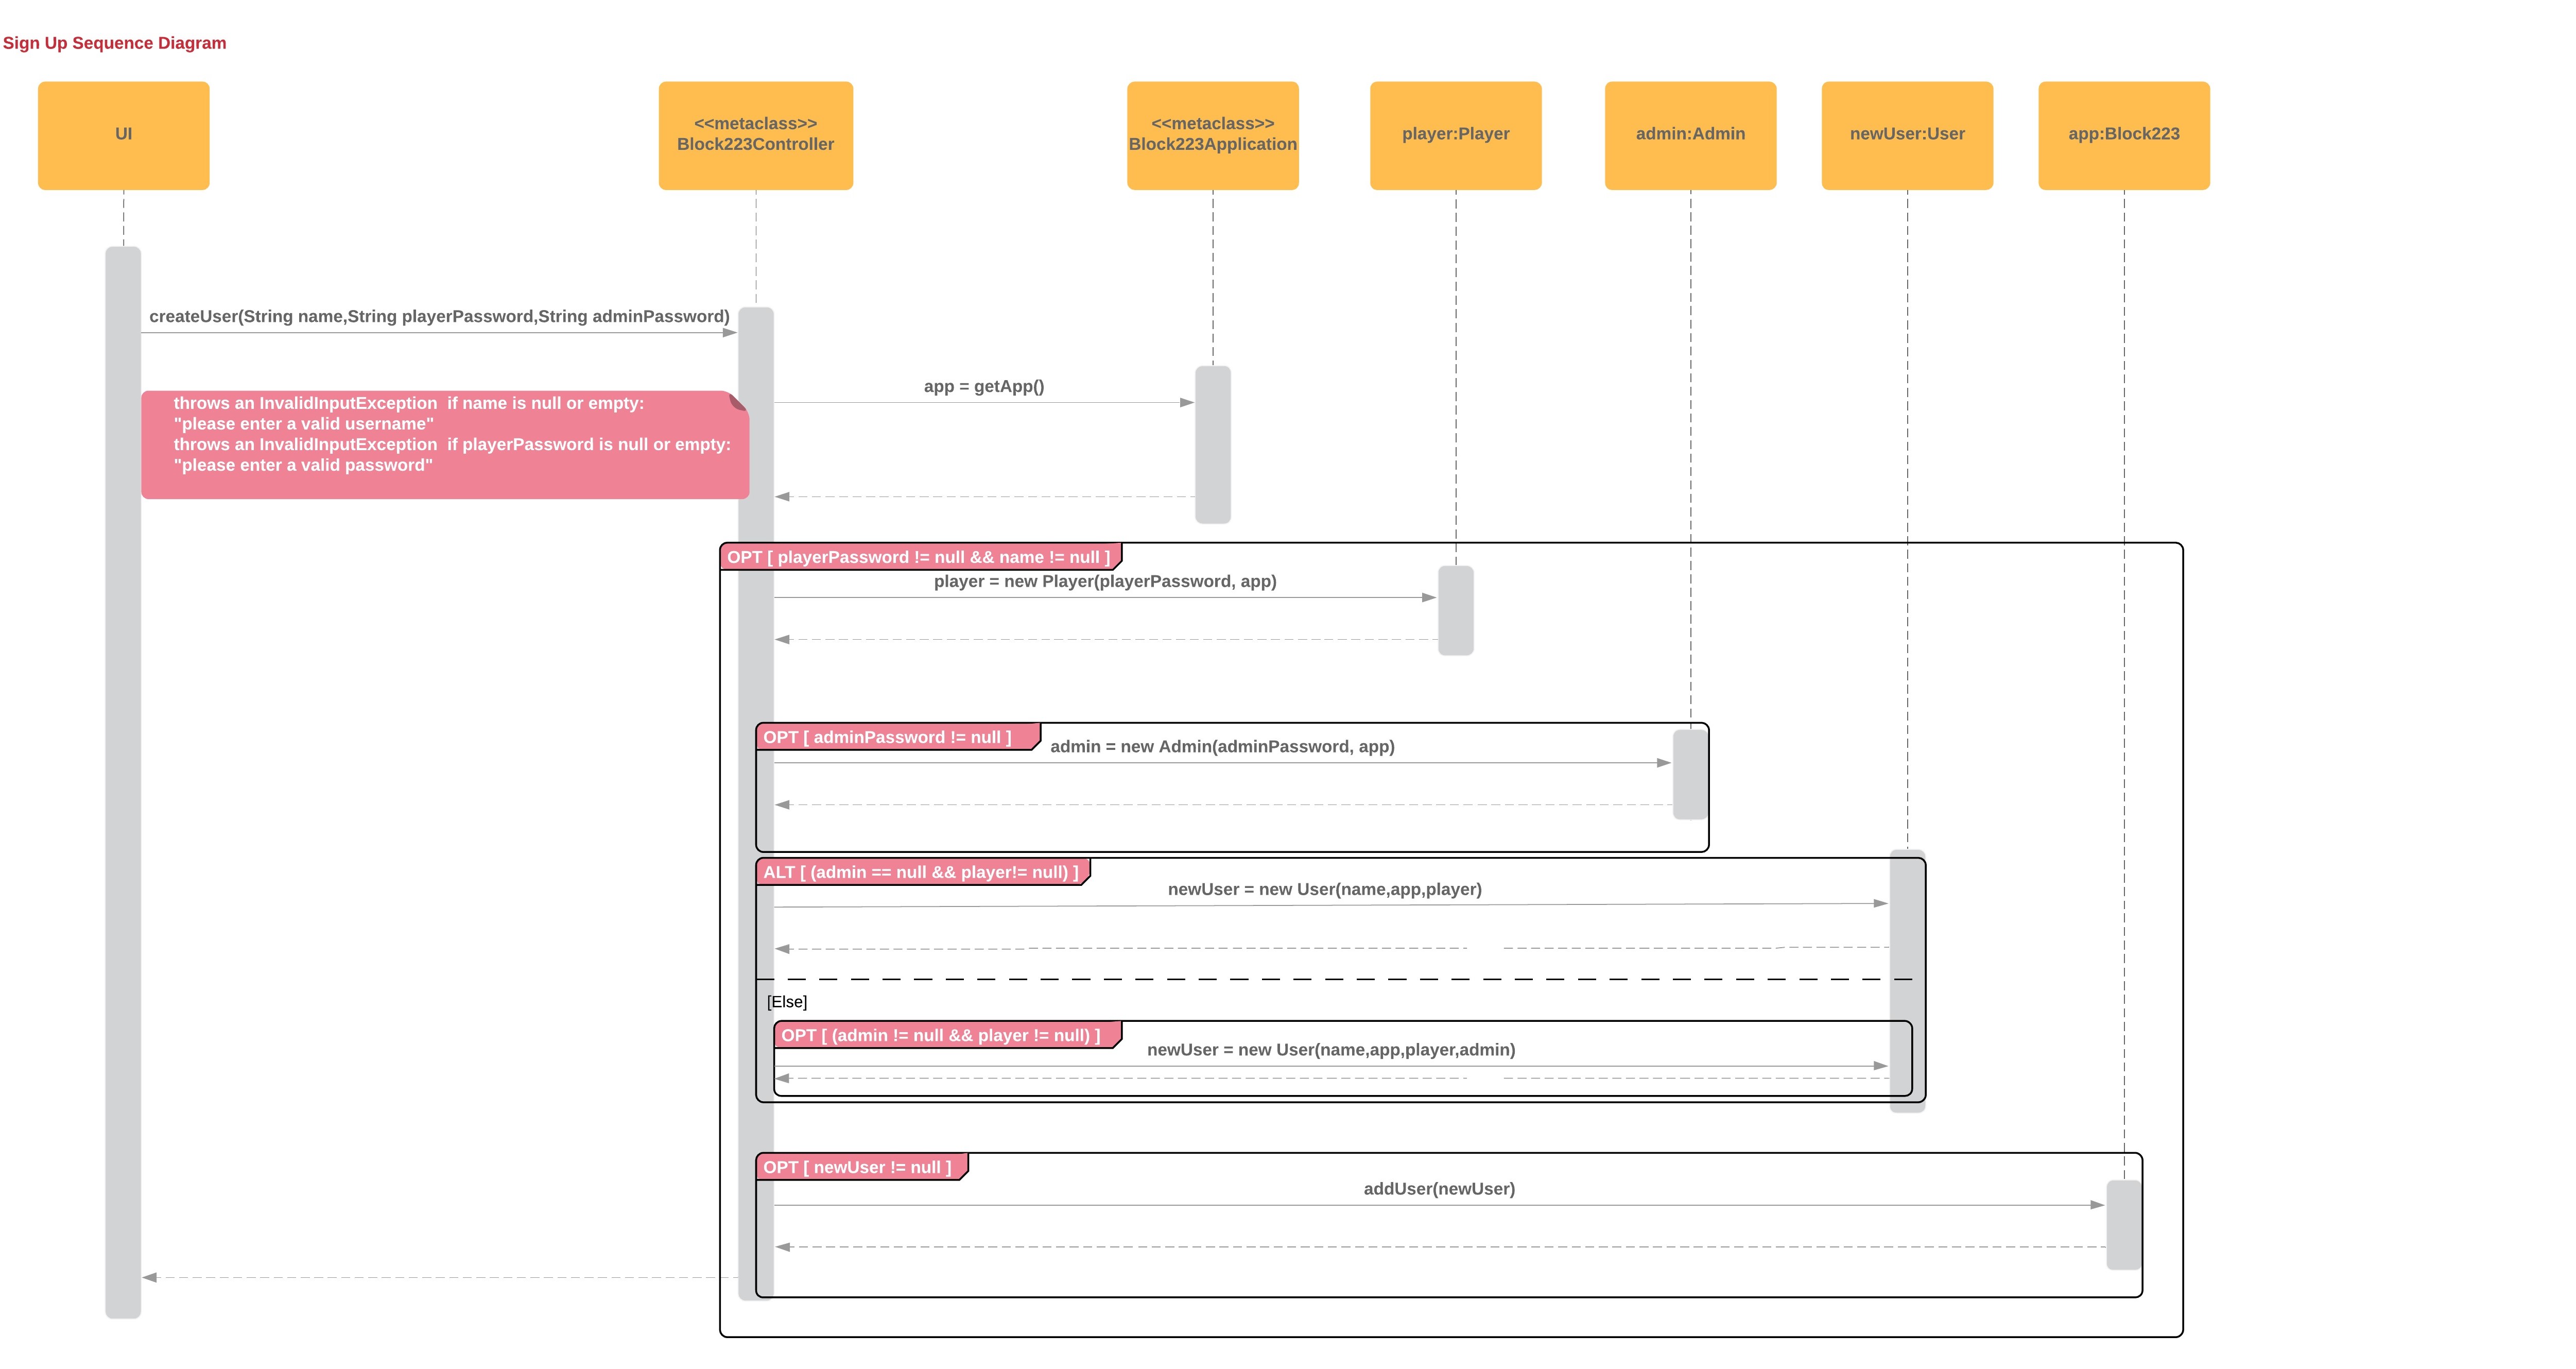 Sign Up Sequence Diagram
UI
<<metaclass>>
Block223Controller
<<metaclass>>
Block223Application
player:Player
admin:Admin
newUser:User
app:Block223
createUser(String name,String playerPassword,String adminPassword)
app = getApp()
throws an InvalidInputException  if name is null or empty:
"please enter a valid username"
throws an InvalidInputException  if playerPassword is null or empty:
"please enter a valid password"
OPT [ playerPassword != null && name != null ]
player = new Player(playerPassword, app)
OPT [ adminPassword != null ]
admin = new Admin(adminPassword, app)
ALT [ (admin == null && player!= null) ]
newUser = new User(name,app,player)
[Else]
OPT [ (admin != null && player != null) ]
newUser = new User(name,app,player,admin)
OPT [ newUser != null ]
addUser(newUser)